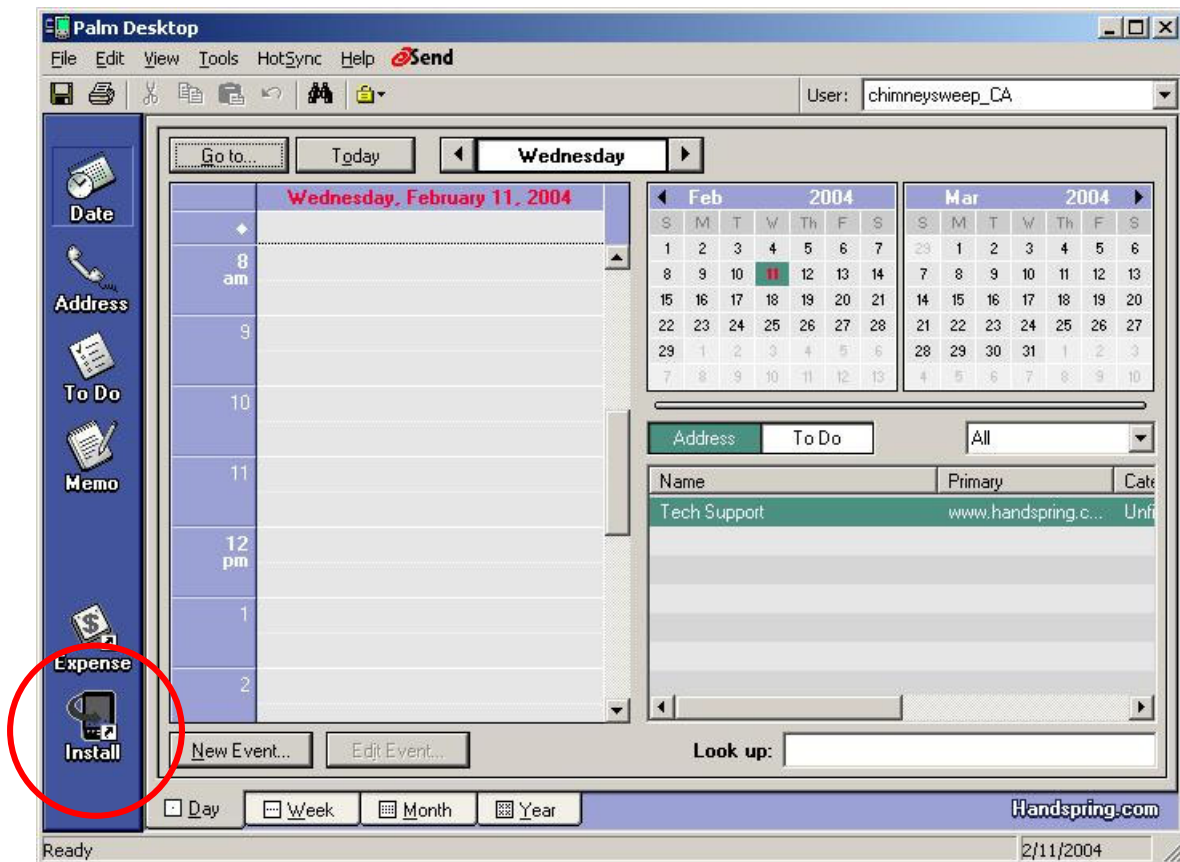 Palm Desktop
File Edit View Tools HotSync Help eSend
User: chimneysweep_CA
Date
Address
To Do
Memo
Expense
Install
Go to... Today Wednesday
Wednesday, February 11, 2004
8
am
9
10
11
12
pm
1
2
Feb 2004
S M T W Th F S
1 2 3 4 5 6 7
8 9 10 11 12 13 14
15 16 17 18 19 20 21
22 23 24 25 26 27 28
29 1 2 3 4 5 6
7 8 9 10 11 12 13
Mar 2004
S M T W Th F S
29 1 2 3 4 5 6
7 8 9 10 11 12 13
14 15 16 17 18 19 20
21 22 23 24 25 26 27
28 29 30 31 1 2 3
4 5 6 7 8 9 10
Address To Do All
Name Primary Cate
Tech Support www.handspring.c... Unfi
New Event... Edit Event... Look up:
Day Week Month Year Handspring.com
Ready 2/11/2004